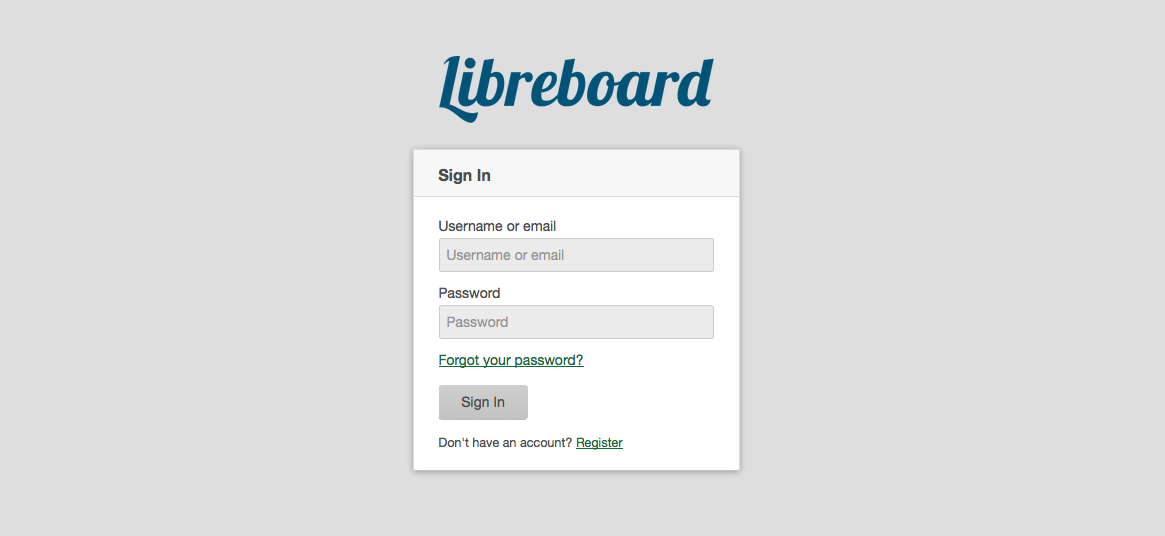 Libreboard
Sign In
Username or email
Username or email
Password
Password
Forgot your password?
Sign In
Don't have an account? Register